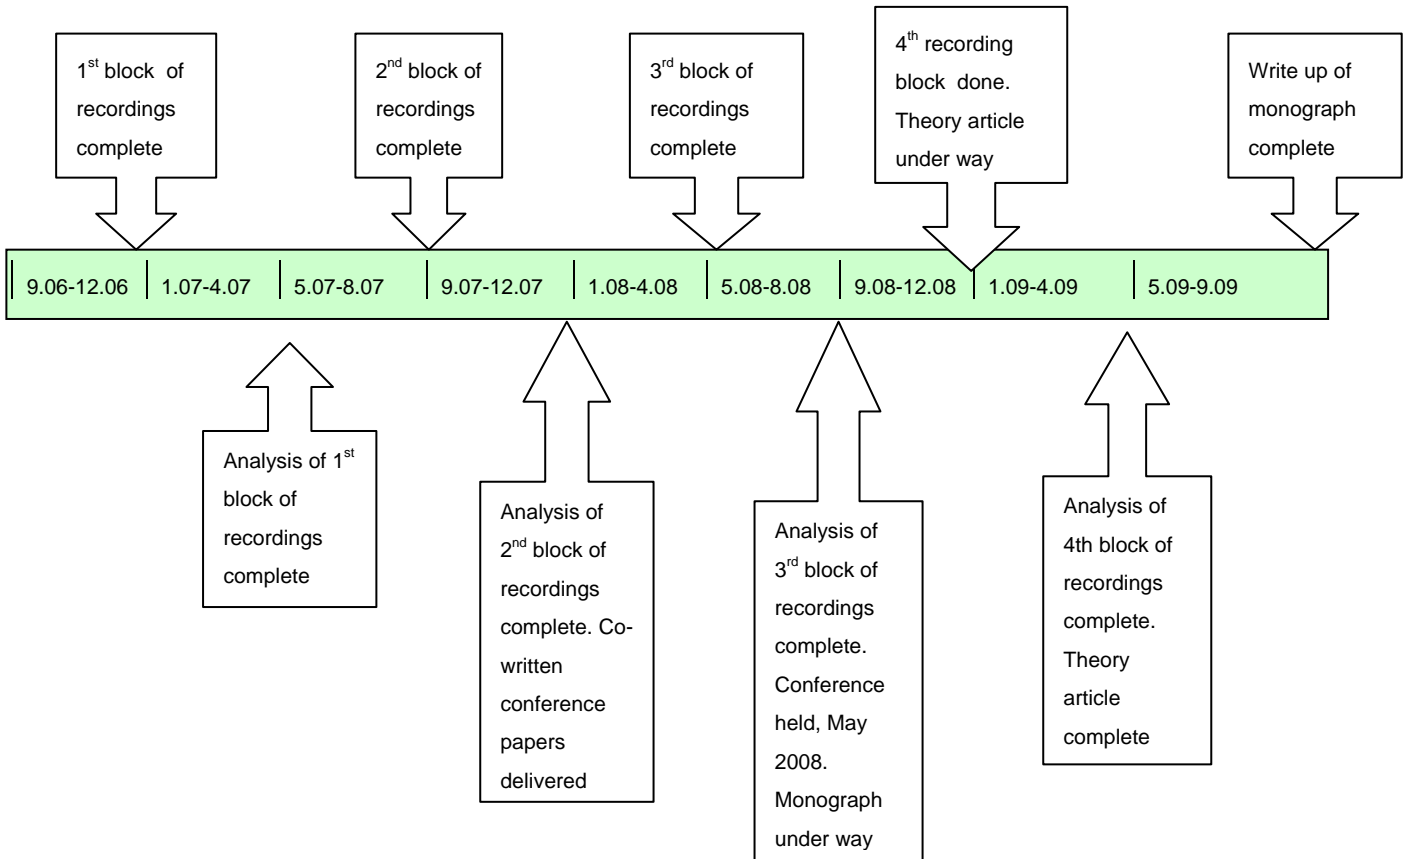 1st block of
recordings
complete
2nd block of
recordings
complete
3rd block of
recordings
complete
4th recording
block done.
Theory article
under way
Write up of
monograph
complete
9.06-12.06
1.07-4.07
5.07-8.07
9.07-12.07
1.08-4.08
5.08-8.08
9.08-12.08
1.09-4.09
5.09-9.09
Analysis of 1st
block of
recordings
complete
Analysis of
2nd block of
recordings
complete. Co-
written
conference
papers
delivered
Analysis of
3rd block of
recordings
complete.
Conference
held, May
2008.
Monograph
under way
Analysis of
4th block of
recordings
complete.
Theory
article
complete